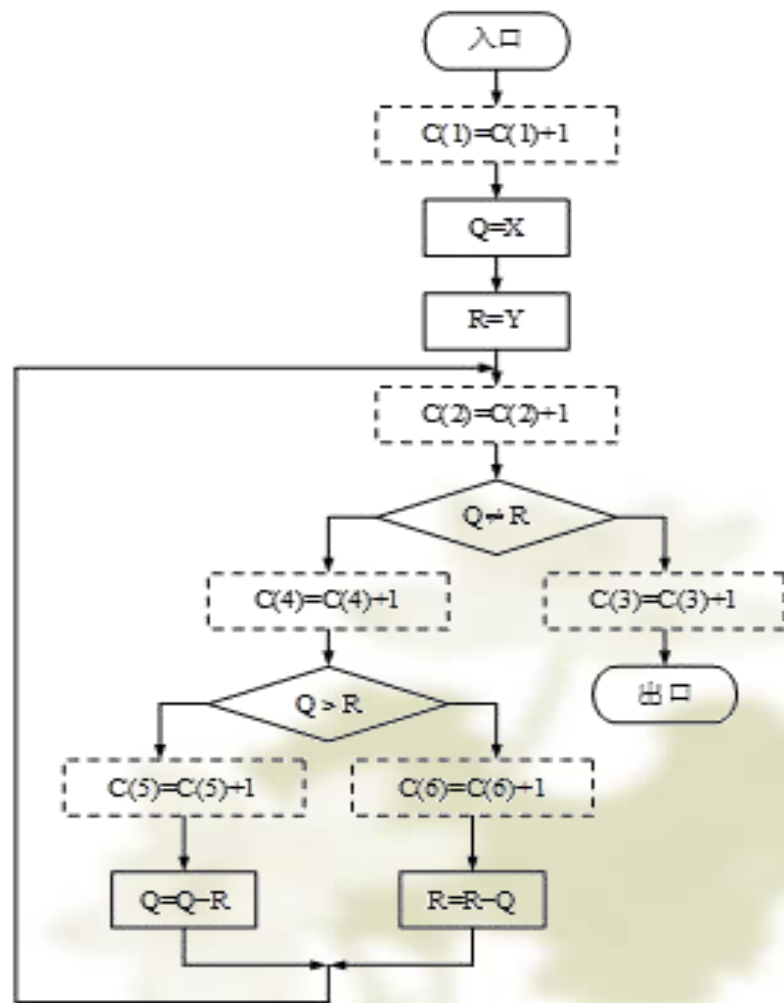 入口
C(1)=C(1)+1
Q=X
R=Y
C(2)=C(2)+1
Q≠R
C(4)=C(4)+1
C(3)=C(3)+1
Q > R
出口
C(5)=C(5)+1
C(6)=C(6)+1
Q=Q−R
R=R−Q